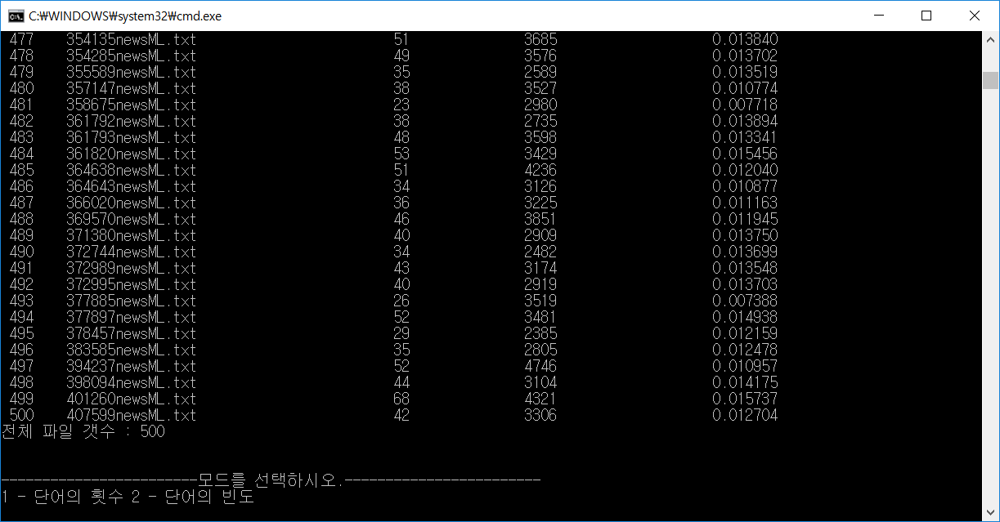 C:₩WINDOWS₩system32₩cmd.exe
477 354135newsML.txt 51 3685 0.013840
478 354285newsML.txt 49 3576 0.013702
479 355589newsML.txt 35 2589 0.013519
480 357147newsML.txt 38 3527 0.010774
481 358675newsML.txt 23 2980 0.007718
482 361792newsML.txt 38 2735 0.013894
483 361793newsML.txt 48 3598 0.013341
484 361820newsML.txt 53 3429 0.015456
485 364638newsML.txt 51 4236 0.012040
486 364643newsML.txt 34 3126 0.010877
487 366020newsML.txt 36 3225 0.011163
488 369570newsML.txt 46 3851 0.011945
489 371380newsML.txt 40 2909 0.013750
490 372744newsML.txt 34 2482 0.013699
491 372989newsML.txt 43 3174 0.013548
492 372995newsML.txt 40 2919 0.013703
493 377885newsML.txt 26 3519 0.007388
494 377897newsML.txt 52 3481 0.014938
495 378457newsML.txt 29 2385 0.012159
496 383585newsML.txt 35 2805 0.012478
497 394237newsML.txt 52 4746 0.010957
498 398094newsML.txt 44 3104 0.014175
499 401260newsML.txt 68 4321 0.015737
500 407599newsML.txt 42 3306 0.012704
전체 파일 갯수 : 500
------------------------모드를 선택하시오.------------------------
1 - 단어의 횟수 2 - 단어의 빈도